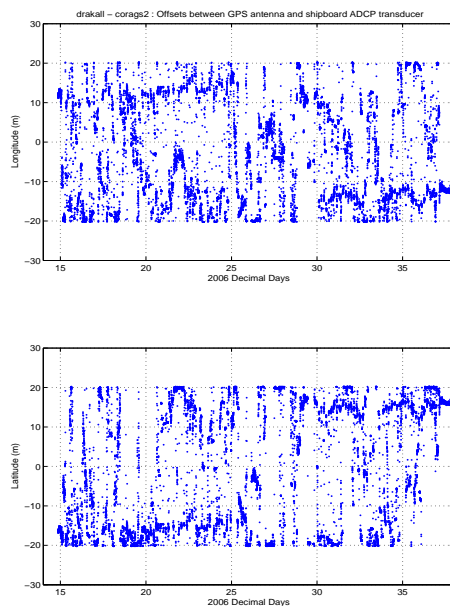 drakall − corags2 : Offsets between GPS antenna and shipboard ADCP transducer
30
20
10
0
−10
−20
−30
Longitude (m)
15 20 25 30 35
2006 Decimal Days
30
20
10
0
−10
−20
−30
Latitude (m)
15 20 25 30 35
2006 Decimal Days